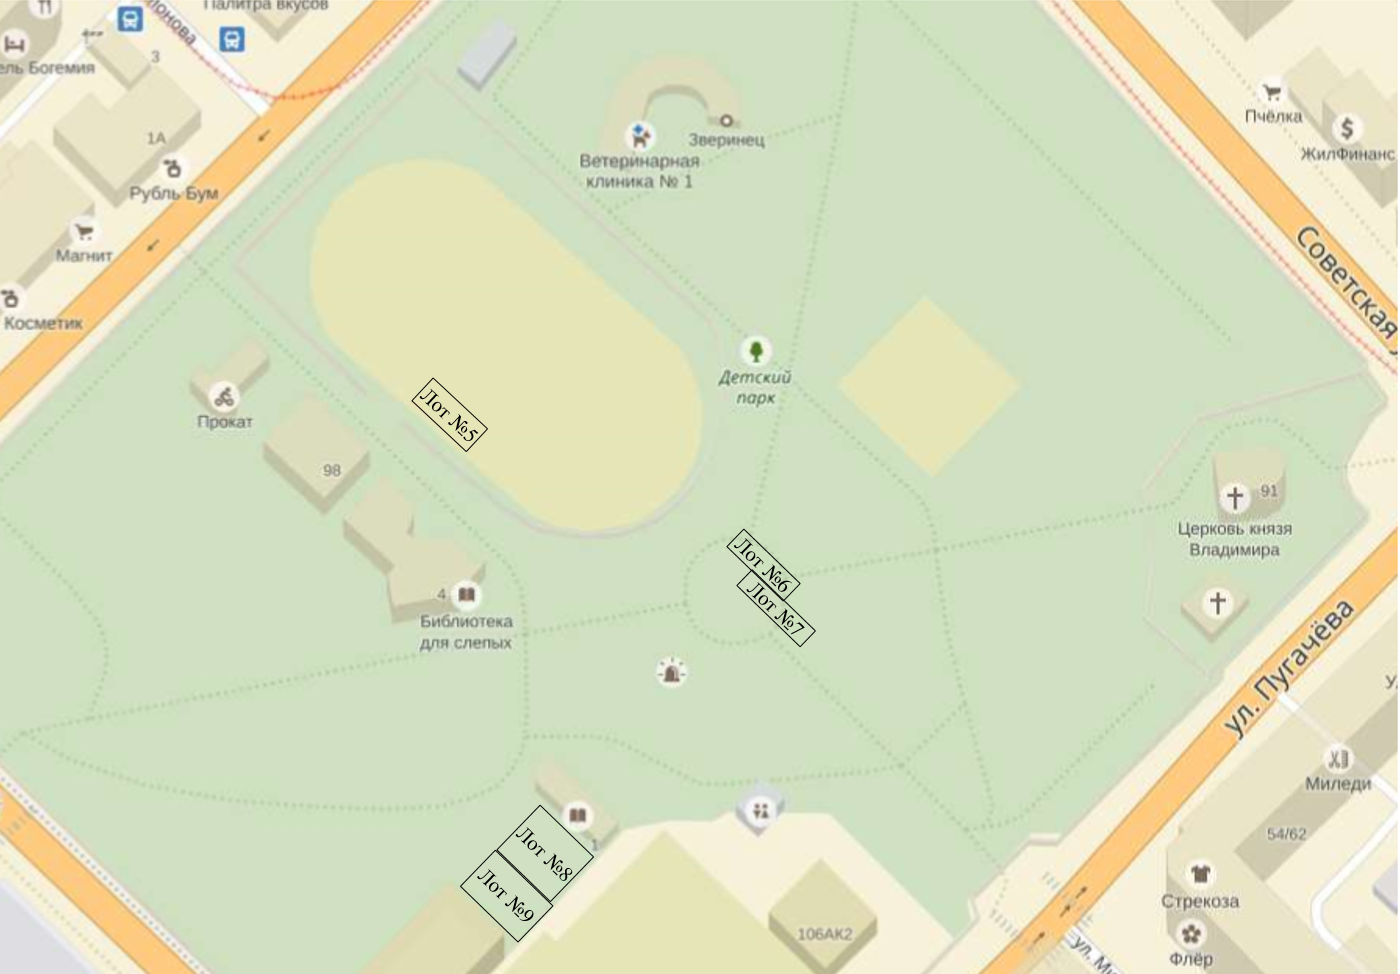 Палитра вкусов
3
1А
Рубль Бум
Магнит
Косметик
Ветеринарная
клиника № 1
Зверинец
Пчёлка
ЖилФинанс
Советская
Прокат
98
Лот №5
Детский
парк
91
Церковь князя
Владимира
4
Библиотека
для слепых
Лот №6
Лот №7
ул. Пугачёва
Миледи
54/62
1
Лот №8
Лот №9
106АК2
Стрекоза
Флёр